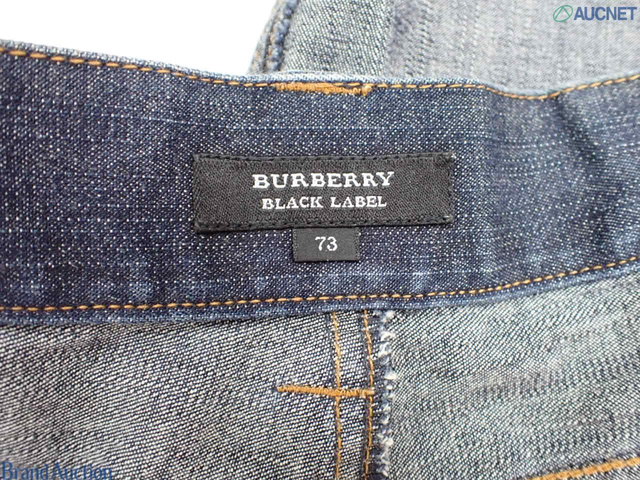 AUCNET
BURBERRY
BLACK LABEL
73
Brand Auction